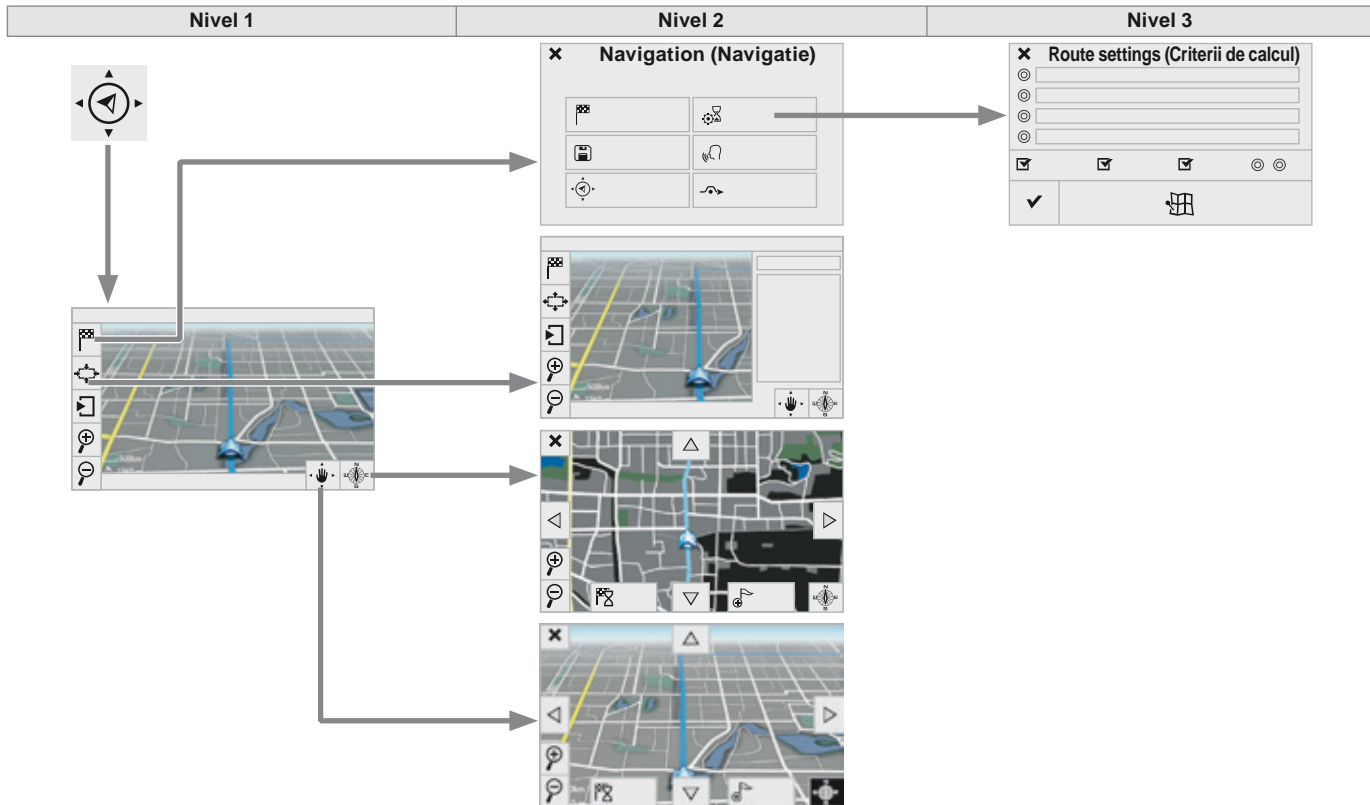 Nivel 1
Nivel 2
Nivel 3
Navigation (Navigatie)
Route settings (Criterii de calcul)